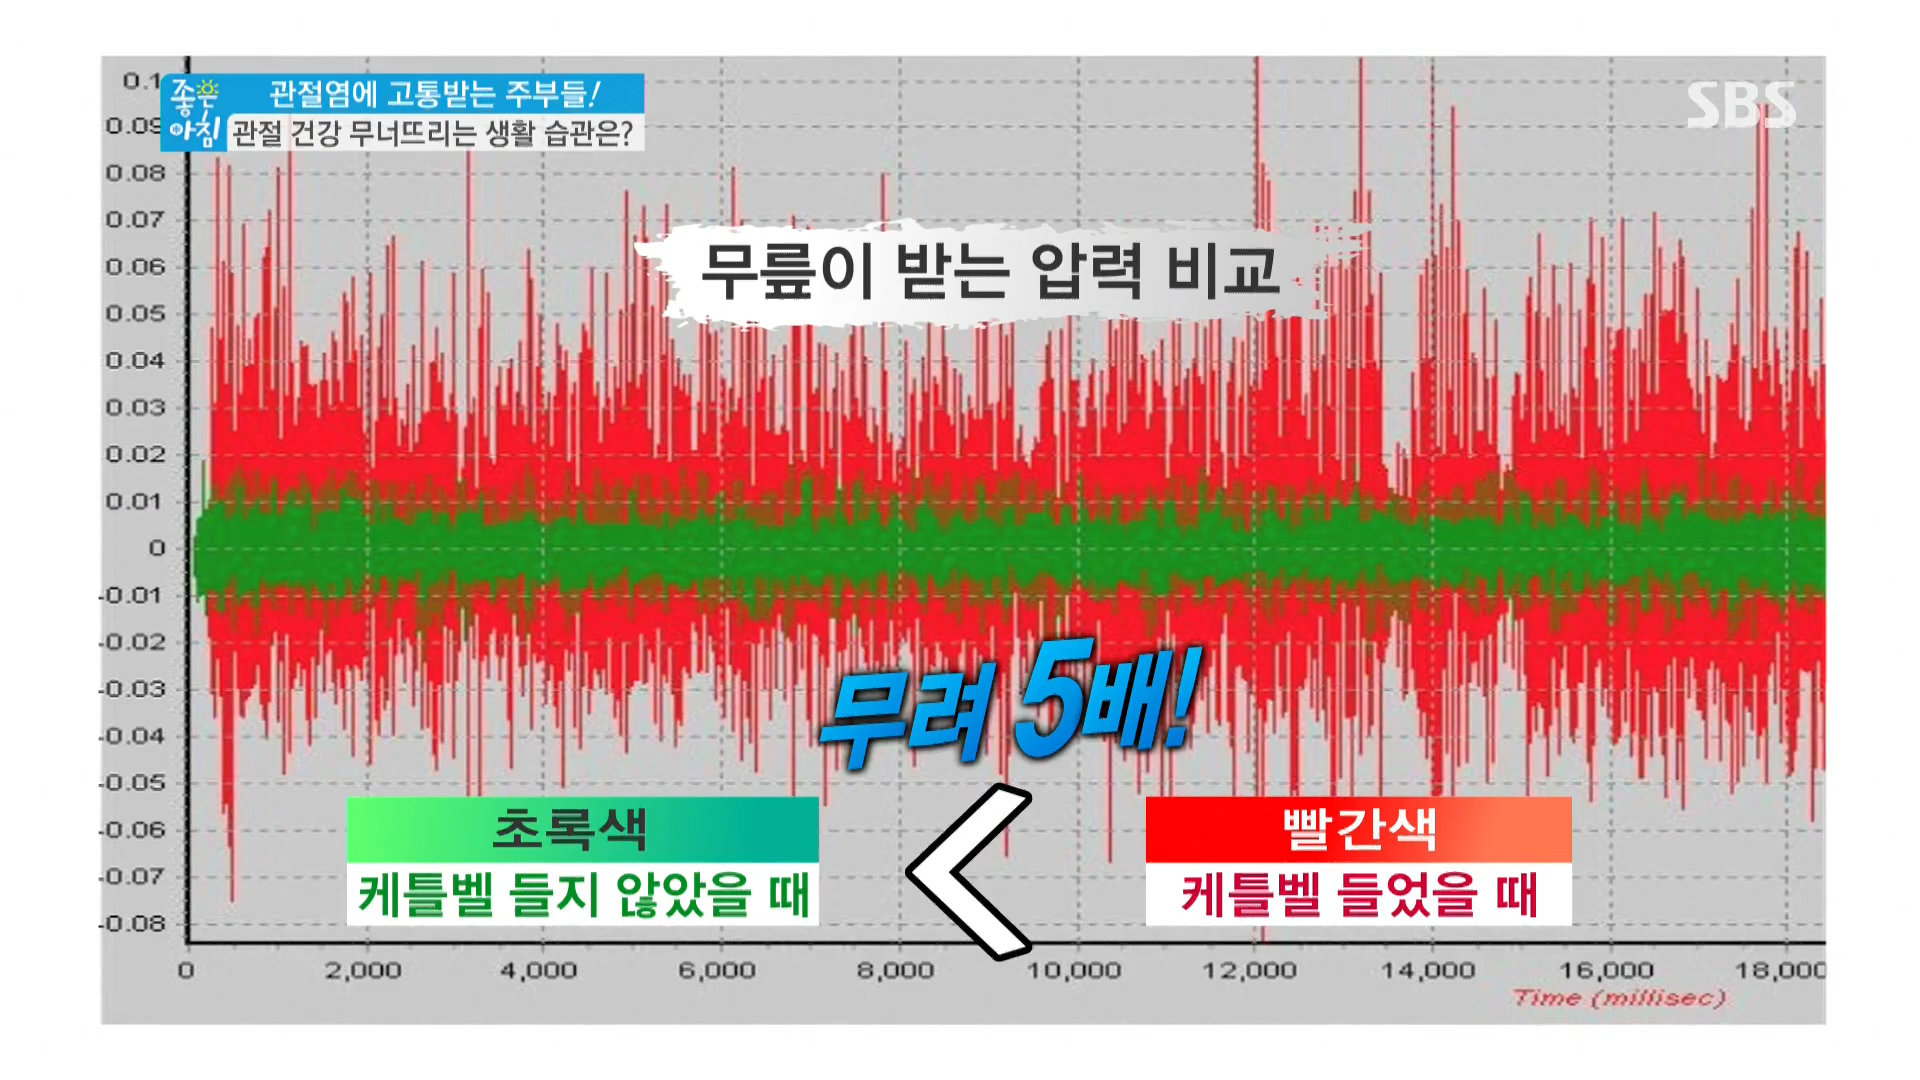 좋은
아침
관절염에 고통받는 주부들!
관절 건강 무너뜨리는 생활 습관은?
SBS
무릎이 받는 압력 비교
0.1
0.09
0.08
0.07
0.06
0.05
0.04
0.03
0.02
0.01
0
-0.01
-0.02
-0.03
-0.04
-0.05
-0.06
-0.07
-0.08
무려 5배!
초록색
케틀벨 들지 않았을 때
<
빨간색
케틀벨 들었을 때
0 2,000 4,000 6,000 8,000 10,000 12,000 14,000 16,000 18,000
Time (millisec)